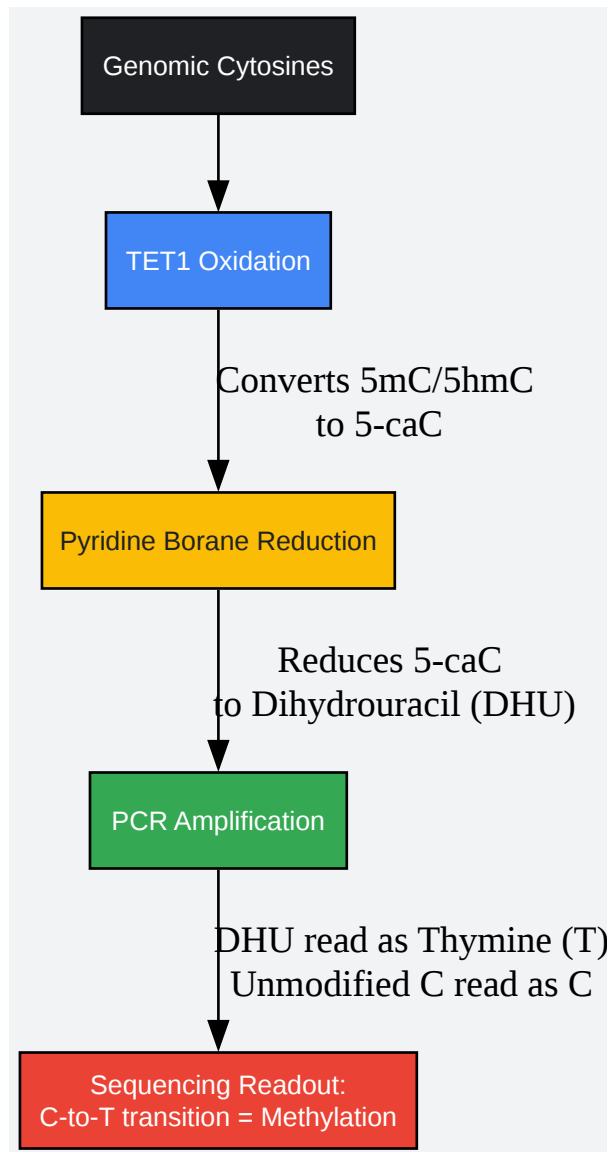 Genomic Cytosines
TET1 Oxidation
Converts 5mC/5hmC
to 5-caC
Pyridine Borane Reduction
Reduces 5-caC
to Dihydrouracil (DHU)
PCR Amplification
DHU read as Thymine (T)
Unmodified C read as C
Sequencing Readout:
C-to-T transition = Methylation